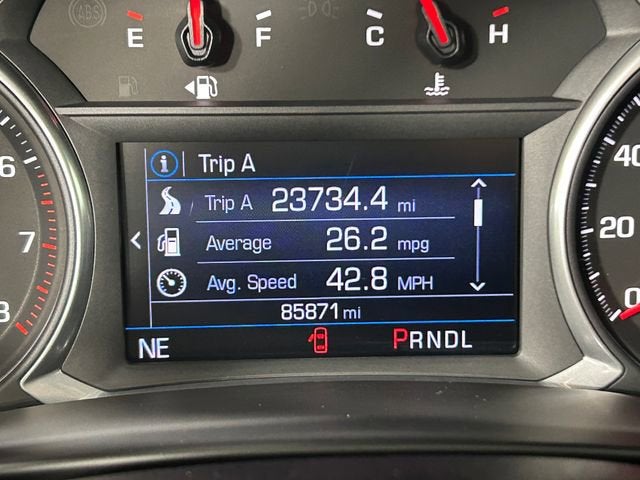 ABS
E F C H
i Trip A
Trip A 23734.4 mi
Average 26.2 mpg
Avg. Speed 42.8 MPH
85871 mi
NE PRNDL
6
7
8
40
20
0